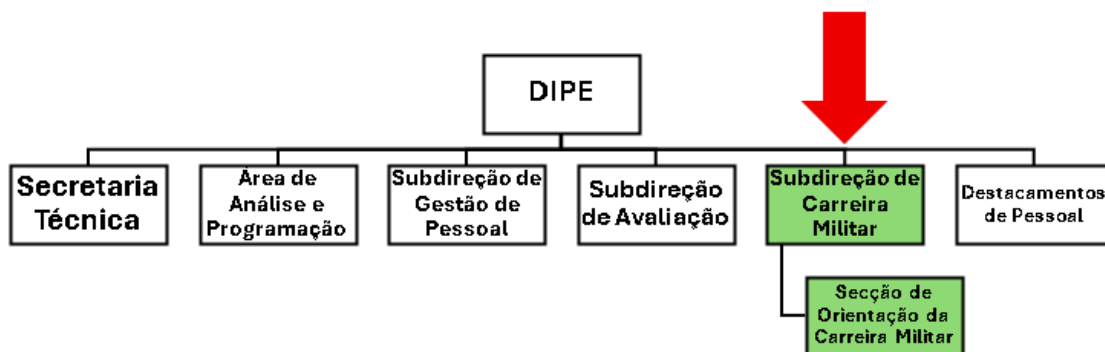 DIPE
Secretaria
Técnica
Área de
Análise e
Programação
Subdireção de
Gestão de
Pessoal
Subdireção
de Avaliação
Subdireção de
Carreira
Militar
Destacamentos
de Pessoal
Secção de
Orientação da
Carreira Militar